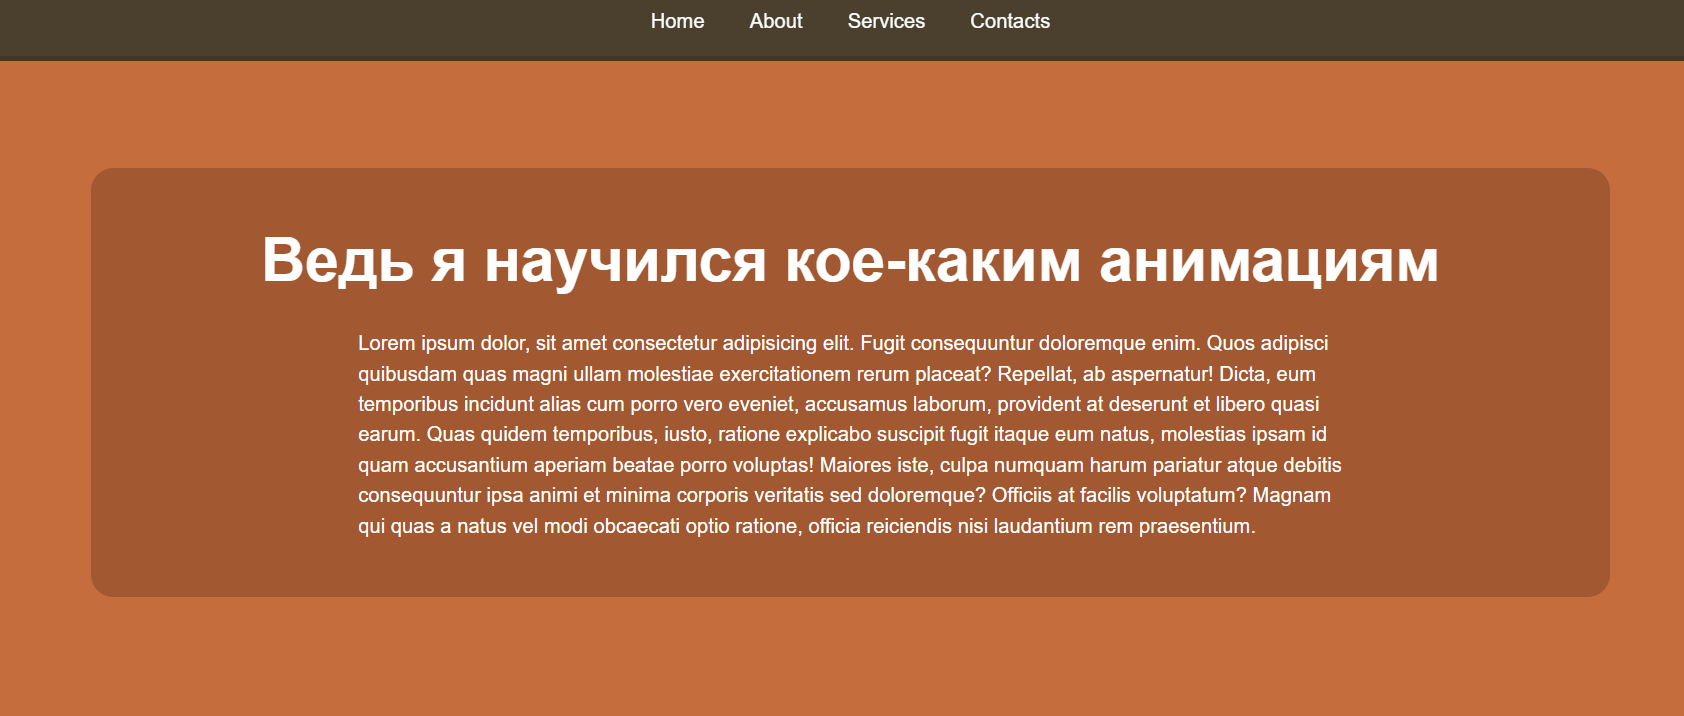 Home About Services Contacts
Ведь я научился кое-каким анимациям
Lorem ipsum dolor, sit amet consectetur adipisicing elit. Fugit consequuntur doloremque enim. Quos adipisci
quibusdam quas magni ullam molestiae exercitationem rerum placeat? Repellat, ab aspernatur! Dicta, eum
temporibus incidunt alias cum porro vero eveniet, accusamus laborum, provident at deserunt et libero quasi
earum. Quas quidem temporibus, iusto, ratione explicabo suscipit fugit itaque eum natus, molestias ipsam id
quam accusantium aperiam beatae porro voluptas! Maiores iste, culpa numquam harum pariatur atque debitis
consequuntur ipsa animi et minima corporis veritatis sed doloremque? Officiis at facilis voluptatum? Magnam
qui quas a natus vel modi obcaecati optio ratione, officia reiciendis nisi laudantium rem praesentium.